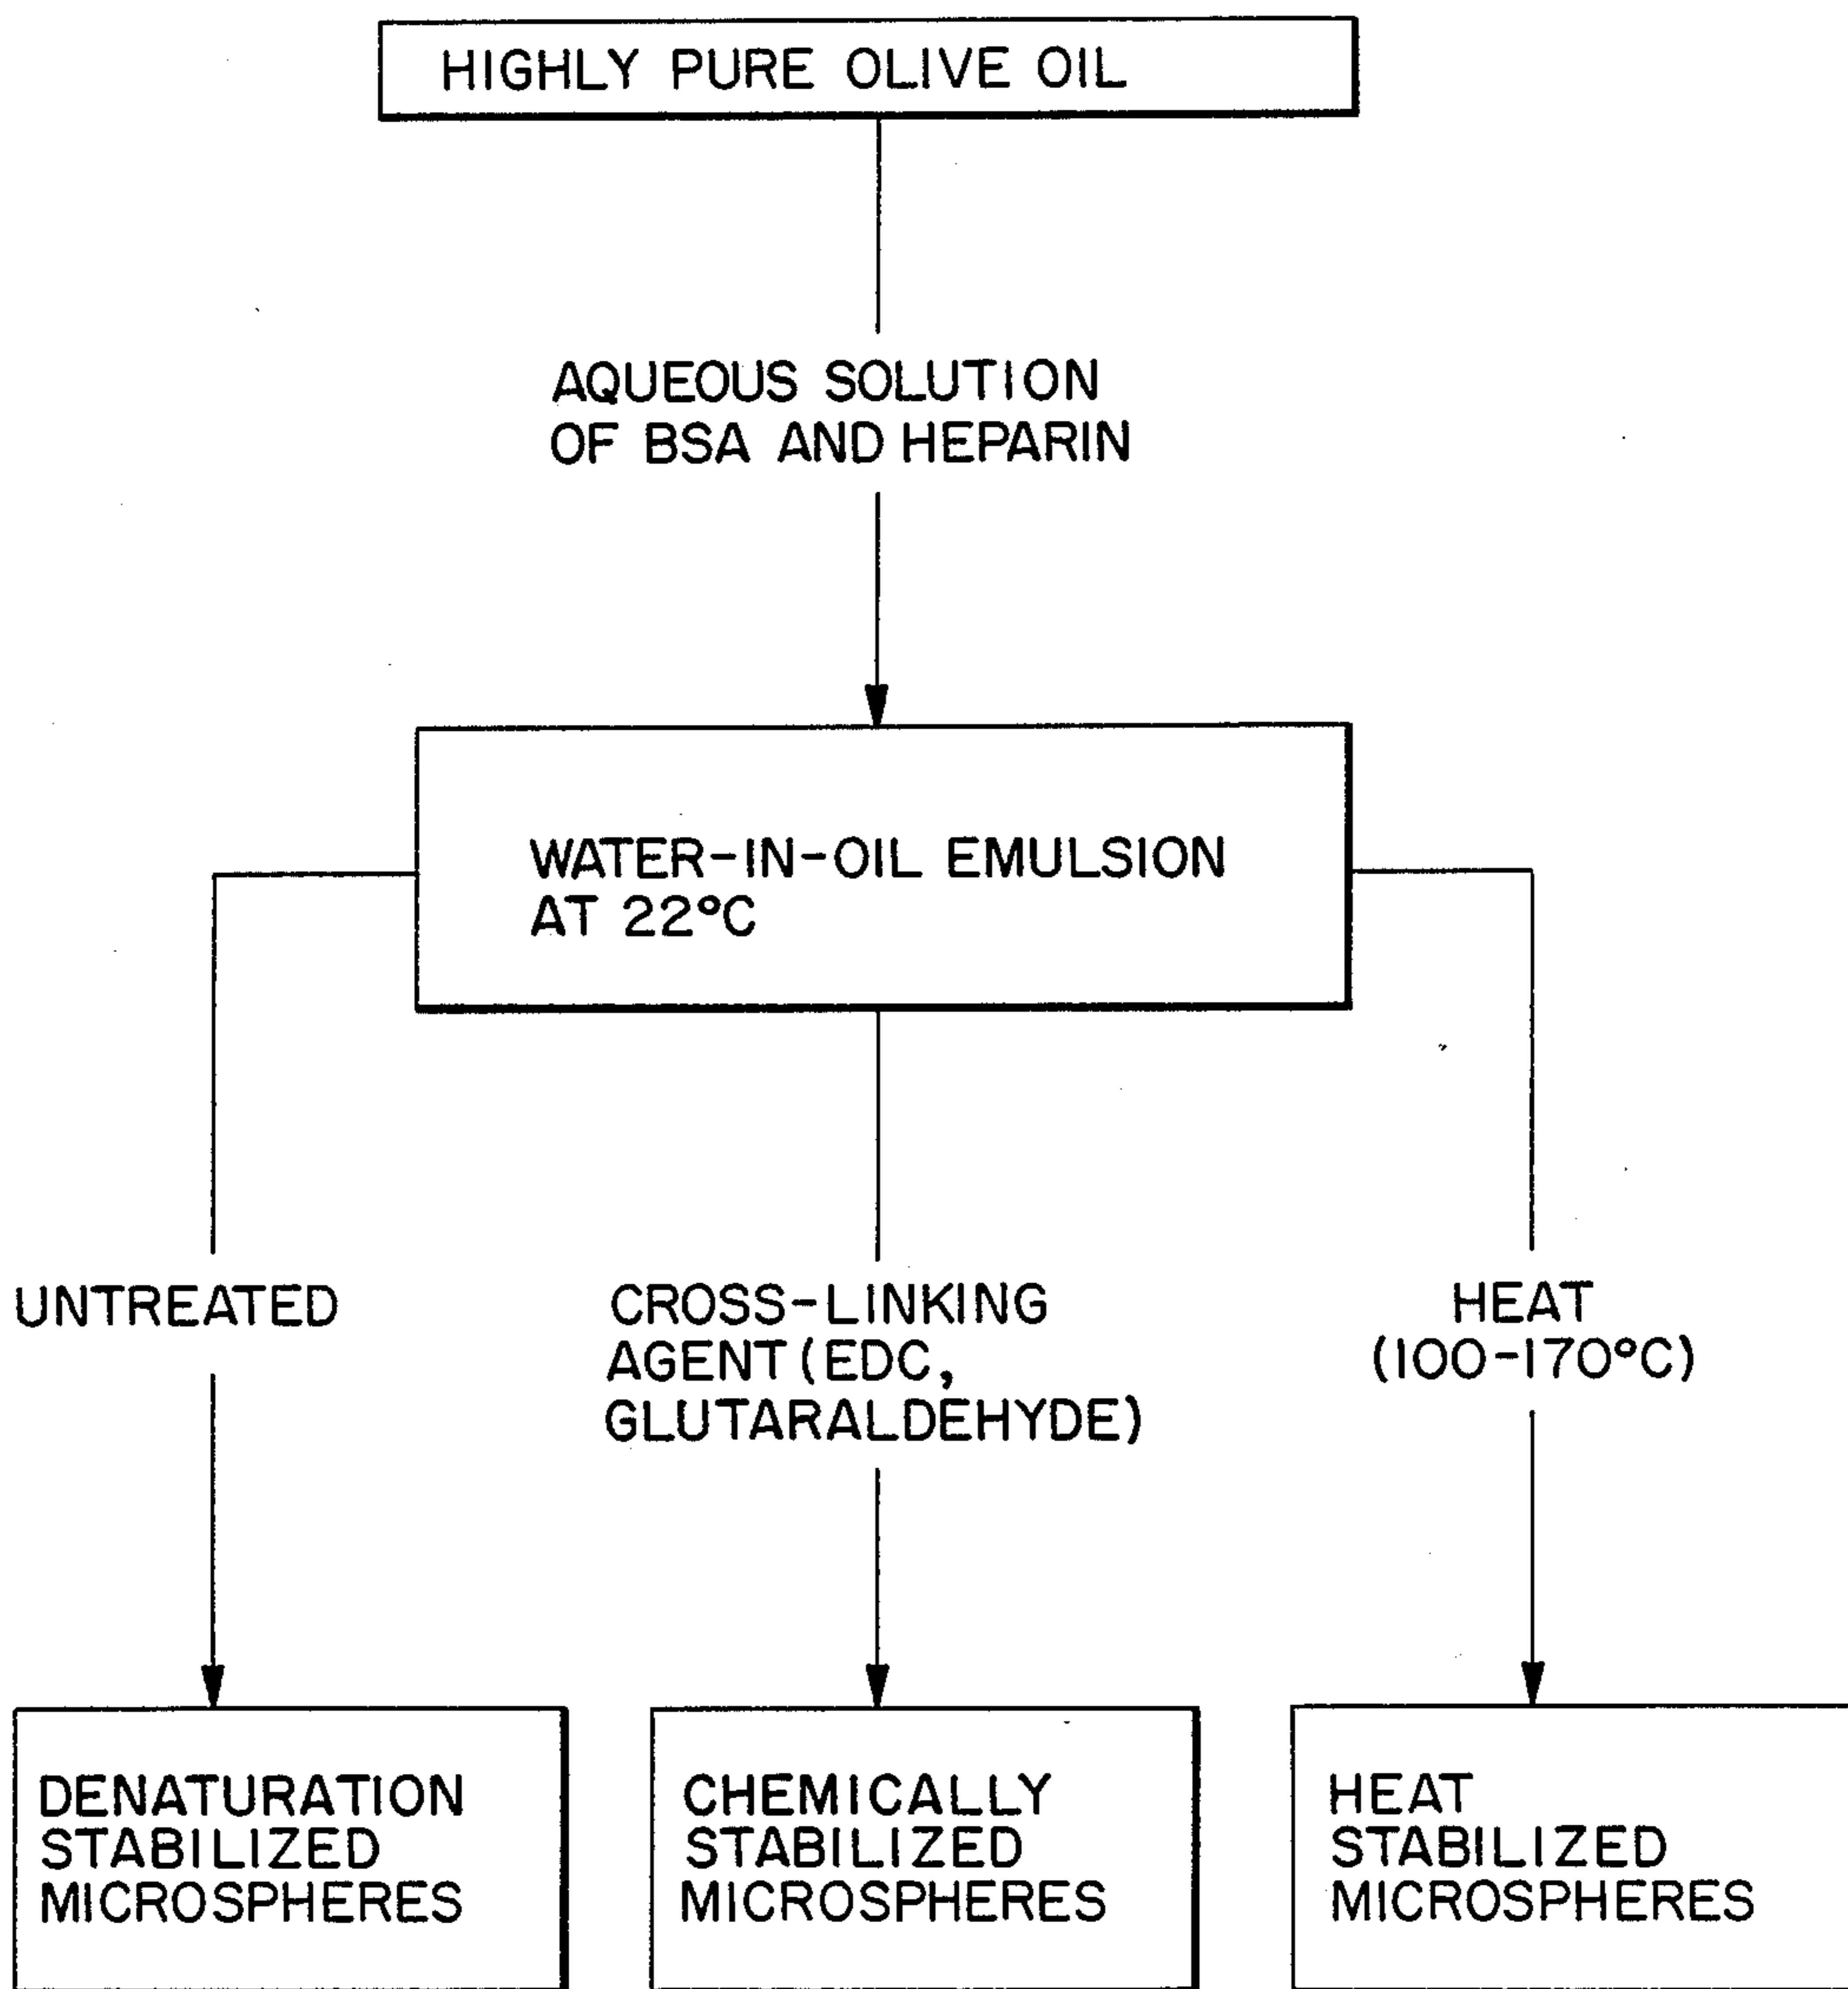 HIGHLY PURE OLIVE OIL
AQUEOUS SOLUTION
OF BSA AND HEPARIN
WATER-IN-OIL EMULSION
AT 22°C
UNTREATED
CROSS-LINKING
AGENT (EDC,
GLUTARALDEHYDE)
HEAT
(100-170°C)
DENATURATION
STABILIZED
MICROSPHERES
CHEMICALLY
STABILIZED
MICROSPHERES
HEAT
STABILIZED
MICROSPHERES